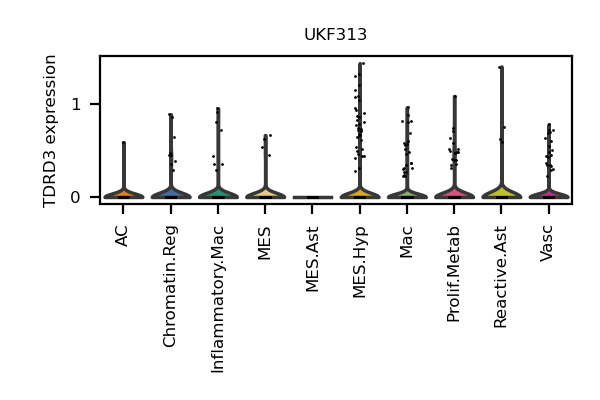 UKF313
TDRD3 expression
1
0
AC
Chromatin.Reg
Inflammatory.Mac
MES
MES.Ast
MES.Hyp
Mac
Prolif.Metab
Reactive.Ast
Vasc